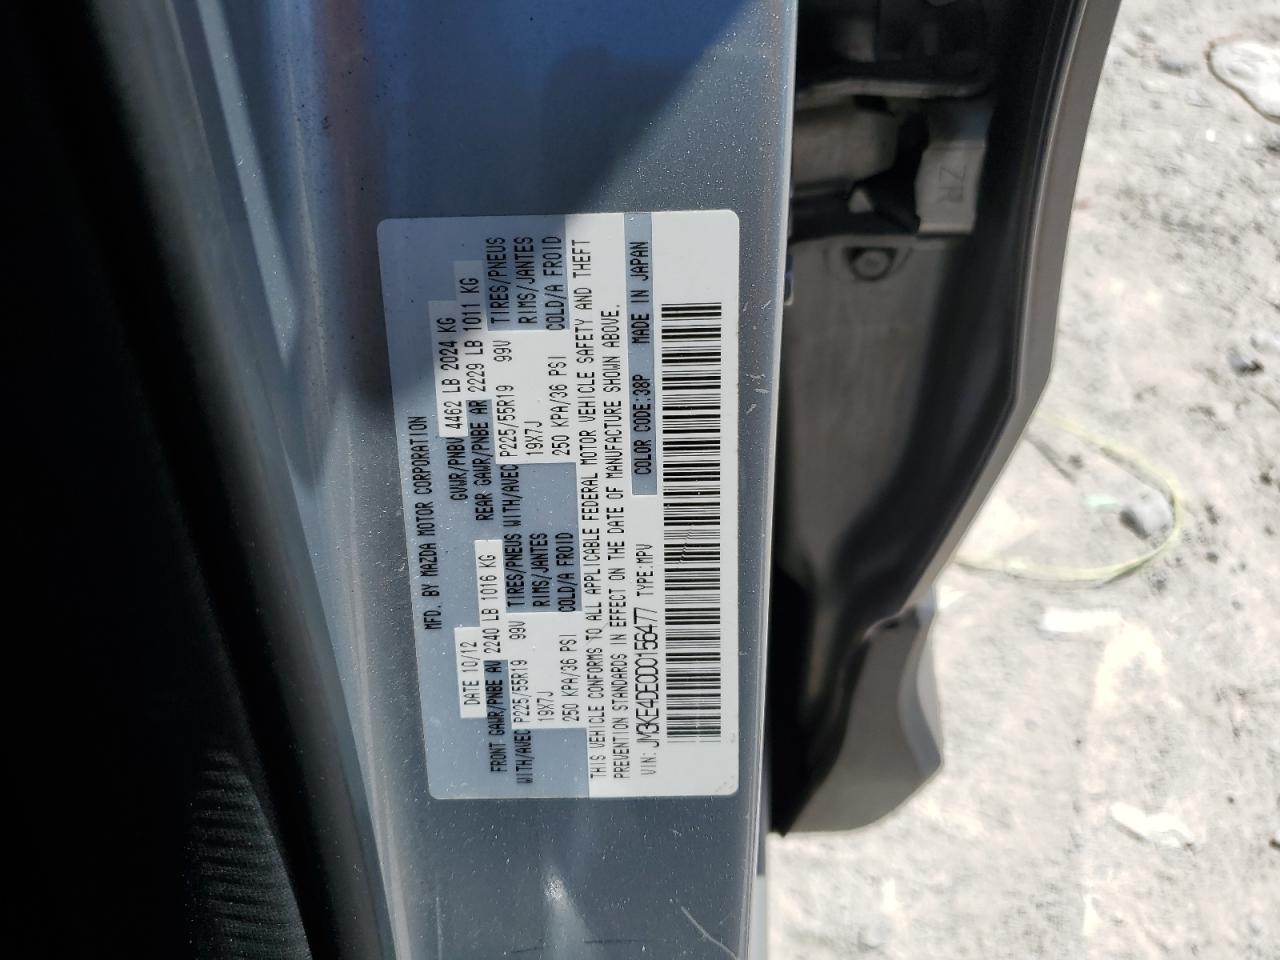 MFD. BY MAZDA MOTOR CORPORATION
DATE 10/12 GVWR/PNBV 4462 LB 2024 KG
FRONT GAWR/PNBE AV 2240 LB 1016 KG REAR GAWR/PNBE AR 2229 LB 1011 KG
WITH/AVEC P225/55R19 99V TIRES/PNEUS WITH/AVEC P225/55R19 99V TIRES/PNEUS
19X7J RIMS/JANTES 19X7J RIMS/JANTES
250 KPA/36 PSI COLD/A FROID 250 KPA/36 PSI COLD/A FROID
THIS VEHICLE CONFORMS TO ALL APPLICABLE FEDERAL MOTOR VEHICLE SAFETY AND THEFT
PREVENTION STANDARDS IN EFFECT ON THE DATE OF MANUFACTURE SHOWN ABOVE.
VIN: JM3KE4DE0D0156477 TYPE:MPV COLOR CODE:38P MADE IN JAPAN
ZR